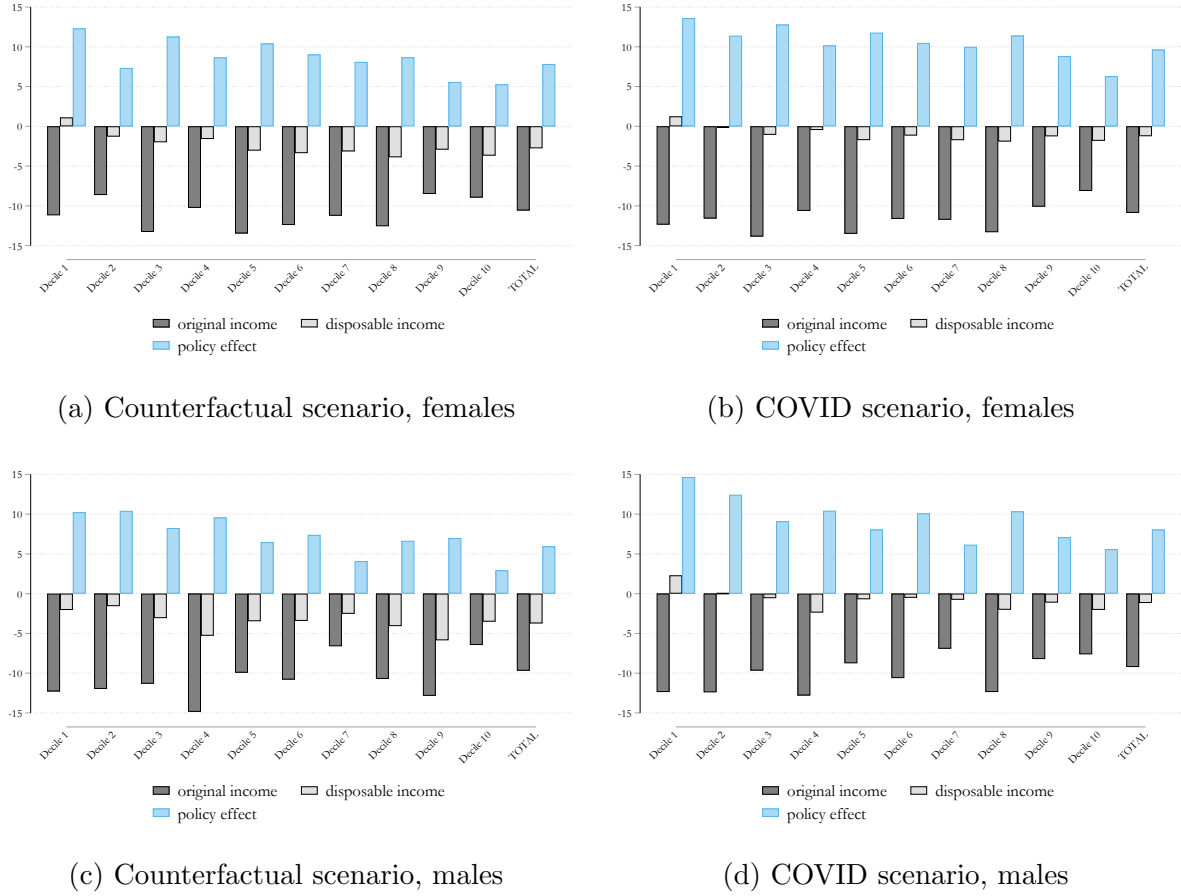 15
10
5
0
-5
-10
-15
Decile 1 Decile 2 Decile 3 Decile 4 Decile 5 Decile 6 Decile 7 Decile 8 Decile 9 Decile 10 TOTAL
original income disposable income
policy effect
(a) Counterfactual scenario, females
15
10
5
0
-5
-10
-15
Decile 1 Decile 2 Decile 3 Decile 4 Decile 5 Decile 6 Decile 7 Decile 8 Decile 9 Decile 10 TOTAL
original income disposable income
policy effect
(b) COVID scenario, females
15
10
5
0
-5
-10
-15
Decile 1 Decile 2 Decile 3 Decile 4 Decile 5 Decile 6 Decile 7 Decile 8 Decile 9 Decile 10 TOTAL
original income disposable income
policy effect
(c) Counterfactual scenario, males
15
10
5
0
-5
-10
-15
Decile 1 Decile 2 Decile 3 Decile 4 Decile 5 Decile 6 Decile 7 Decile 8 Decile 9 Decile 10 TOTAL
original income disposable income
policy effect
(d) COVID scenario, males